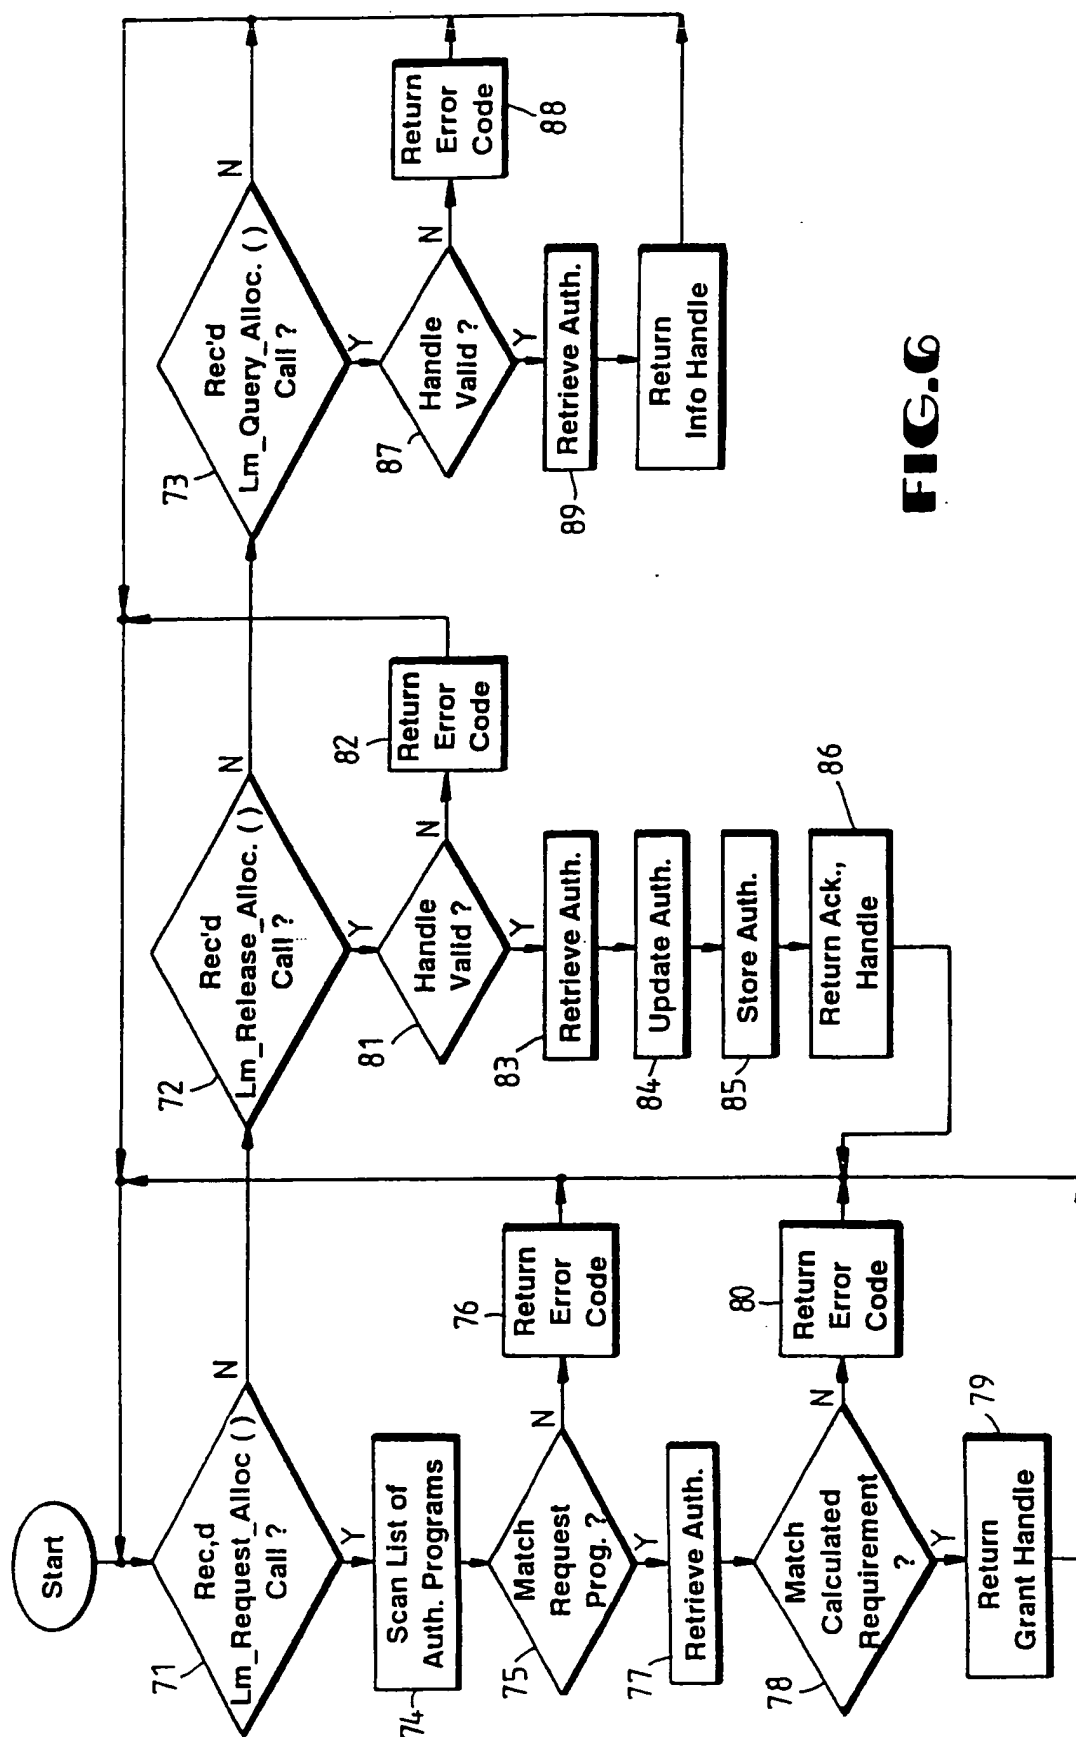 Start
71
Rec,d
Lm_Request_Alloc ( )
Call ?
N
Y
74
Scan List of
Auth. Programs
75
Match
Request
Prog. ?
N
76
Return
Error
Code
Y
77
Retrieve Auth.
78
Match
Calculated
Requirement
?
N
80
Return
Error
Code
Y
79
Return
Grant Handle
72
Rec'd
Lm_Release_Alloc. ( )
Call ?
N
Y
81
Handle
Valid ?
N
82
Return
Error
Code
Y
83
Retrieve Auth.
84
Update Auth.
85
Store Auth.
86
Return Ack.,
Handle
73
Rec'd
Lm_Query_Alloc. ( )
Call ?
N
Y
87
Handle
Valid ?
N
88
Return
Error
Code
Y
89
Retrieve Auth.
Return
Info Handle
FIG.6